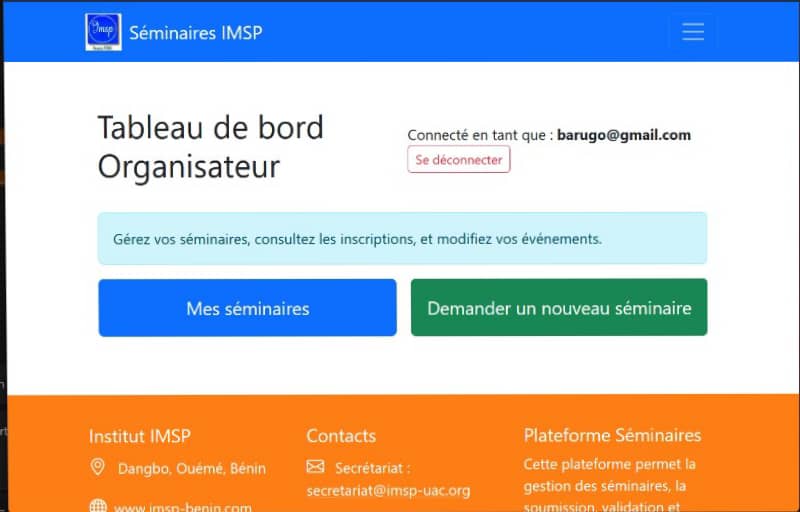 Imsp
Séminaires IMSP
Tableau de bord
Organisateur
Connecté en tant que : barugo@gmail.com
Se déconnecter
Gérez vos séminaires, consultez les inscriptions, et modifiez vos événements.
Mes séminaires
Demander un nouveau séminaire
Institut IMSP
Dangbo, Ouémé, Bénin
www.imsp-benin.com
Contacts
Sécrétariat :
secretariat@imsp-uac.org
Plateforme Séminaires
Cette plateforme permet la
gestion des séminaires, la
soumission, validation et